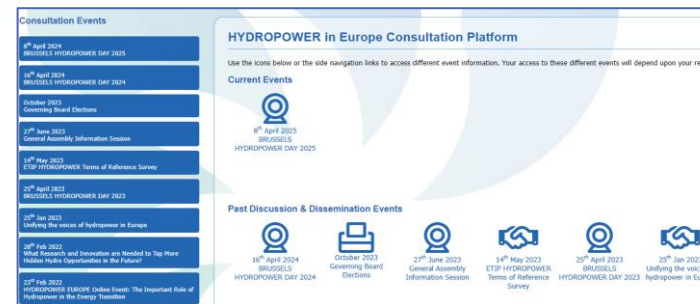 Consultation Events
8th April 2024
BRUSSELS HYDROPOWER DAY 2025
16th April 2024
BRUSSELS HYDROPOWER DAY 2024
October 2023
Governing Board Elections
27th June 2023
General Assembly Information Session
14th May 2023
ETIP HYDROPOWER Terms of Reference Survey
25th April 2023
BRUSSELS HYDROPOWER DAY 2023
25th Jan 2023
Unifying the voices of hydropower in Europe
28th Feb 2022
What Research and Innovation are Needed to Tap More
Hidden Hydro Opportunities in the Future?
23rd Feb 2022
HYDROPOWER EUROPE Online Event: The Important Role of
Hydropower in the Energy Transition
HYDROPOWER in Europe Consultation Platform
Use the icons below or the side navigation links to access different event information. Your access to these different events will depend upon your re
Current Events
8th April 2025
BRUSSELS
HYDROPOWER DAY 2025
Past Discussion & Dissemination Events
16th April 2024
BRUSSELS
HYDROPOWER DAY 2024
October 2023
Governing Board
Elections
27th June 2023
General Assembly
Information Session
14th May 2023
ETIP HYDROPOWER
Terms of Reference
Survey
25th April 2023
BRUSSELS
HYDROPOWER DAY 2023
25th Jan 202
Unifying the voic
hydropower in Eu